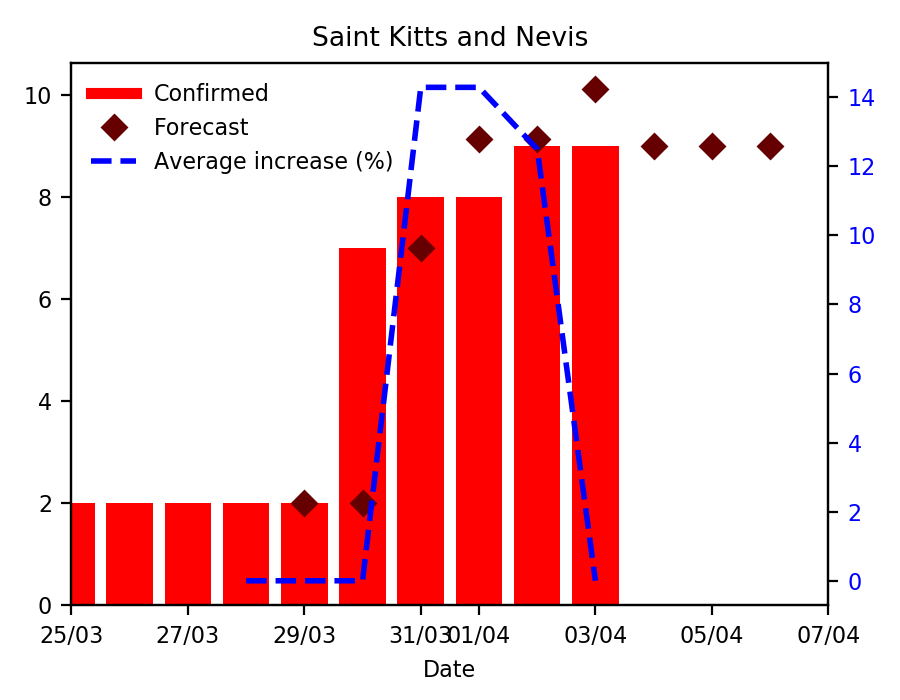 Saint Kitts and Nevis
Confirmed
Forecast
Average increase (%)
10
8
6
4
2
0
14
12
10
8
6
4
2
0
25/03 27/03 29/03 31/03 01/04 03/04 05/04 07/04
Date